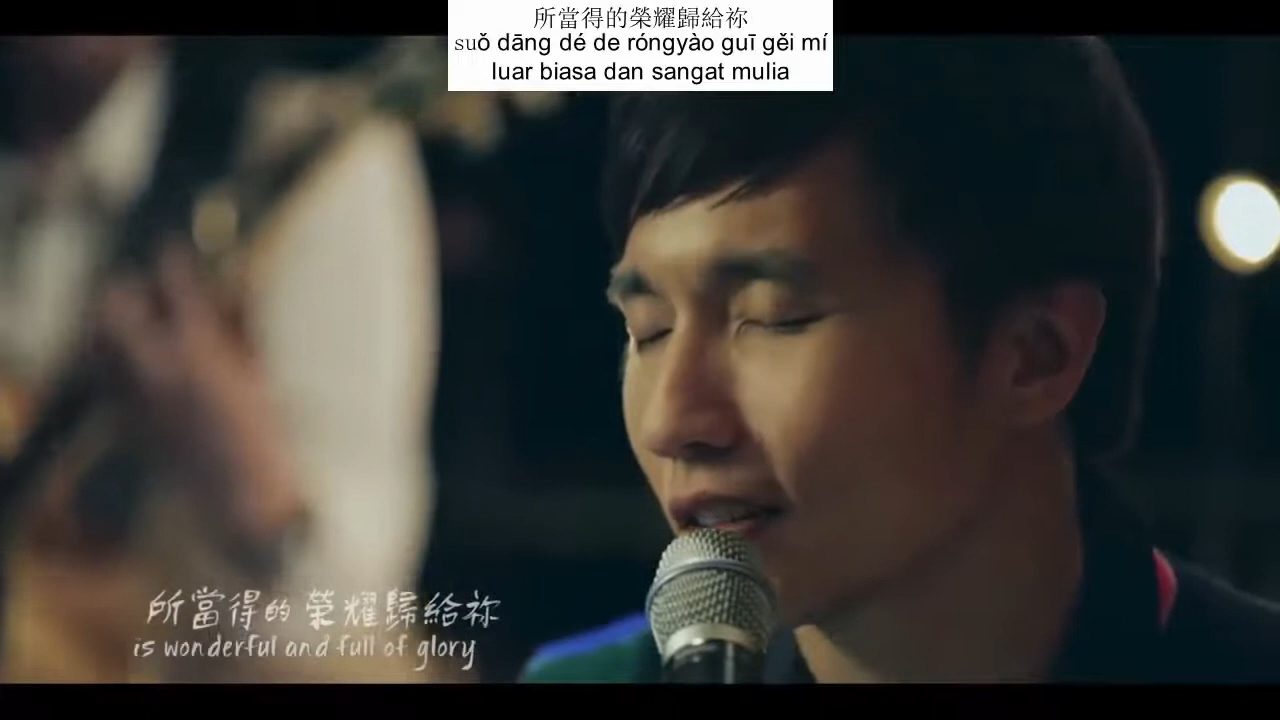 所當得的榮耀歸給祢
suǒ dāng dé de róngyào guī gěi mí
luar biasa dan sangat mulia
所當得的榮耀歸給祢
is wonderful and full of glory